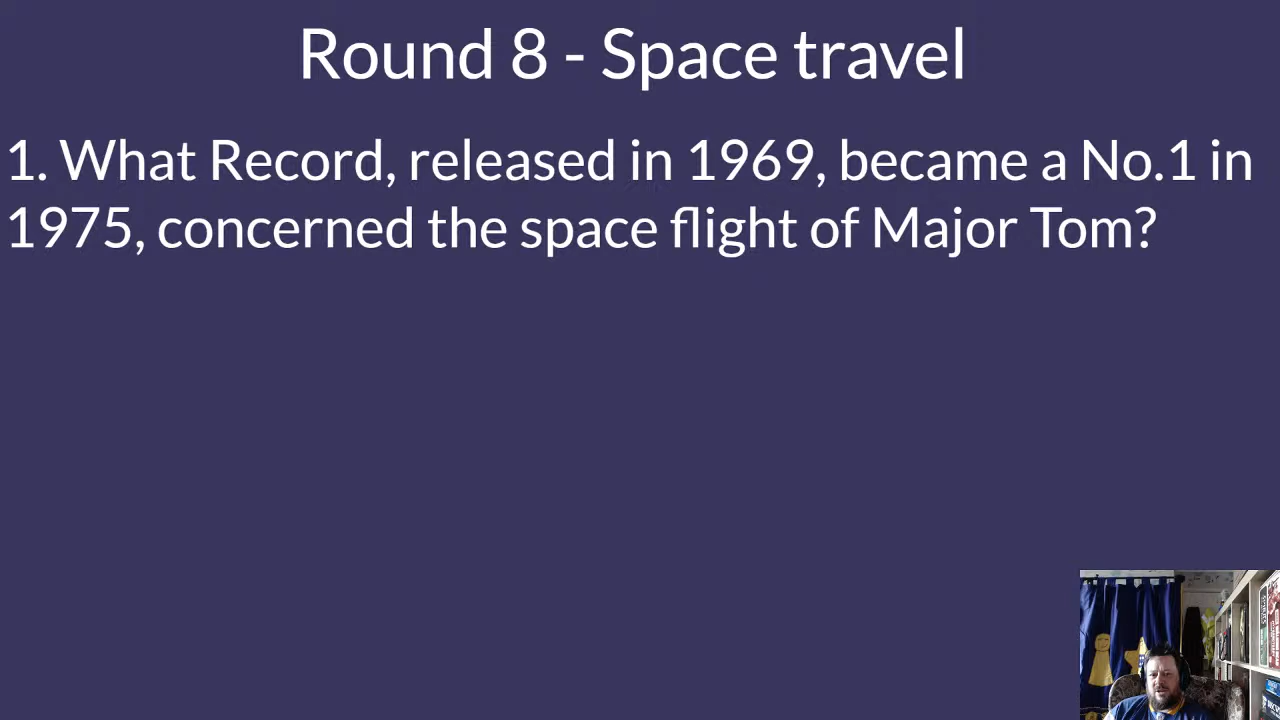 Round 8 - Space travel
1. What Record, released in 1969, became a No.1 in
1975, concerned the space flight of Major Tom?